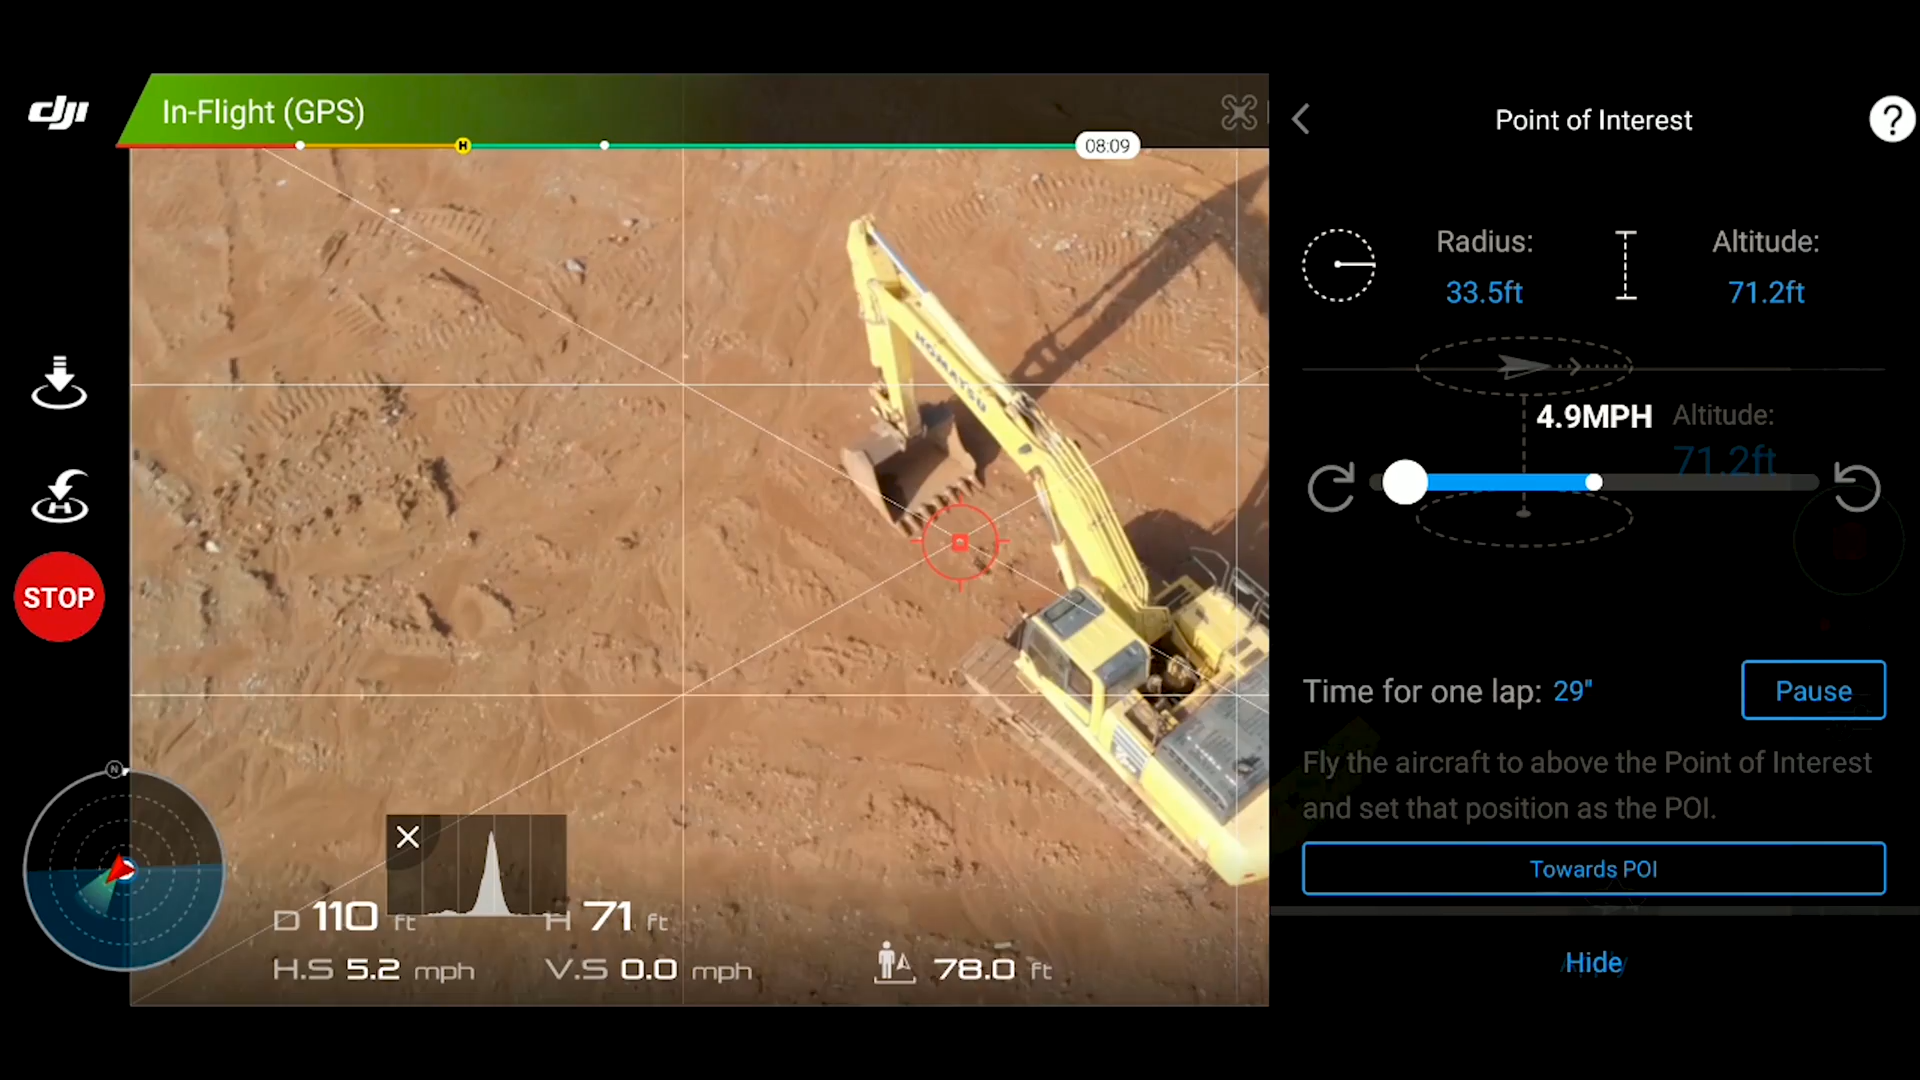 dji
In-Flight (GPS)
H
08:09
KOMATSU
STOP
N
D 110 ft
H 71 ft
H.S 5.2 mph
V.S 0.0 mph
78.0 ft
Point of Interest
?
Radius:
33.5ft
Altitude:
71.2ft
4.9MPH
Altitude:
71.2ft
Time for one lap: 29"
Pause
Fly the aircraft to above the Point of Interest
and set that position as the POI.
Towards POI
Hide